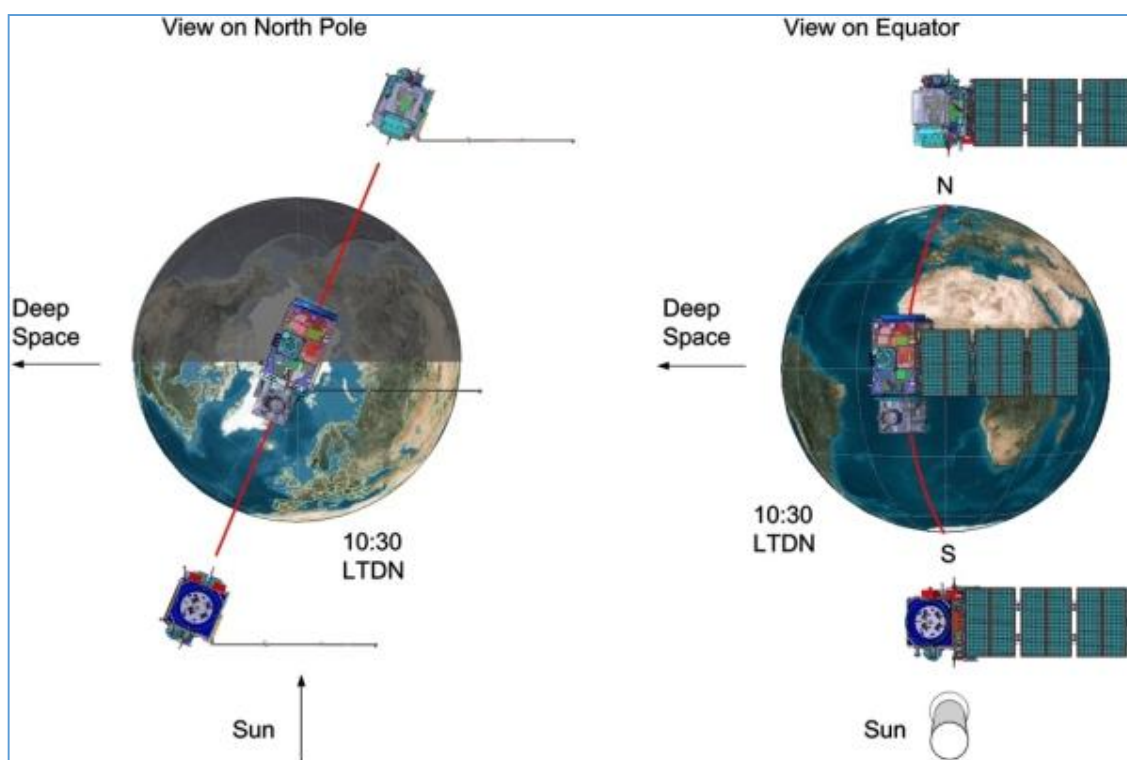 View on North Pole
View on Equator
N
Deep
Space
Deep
Space
10:30
LTDN
10:30
LTDN
S
Sun
Sun